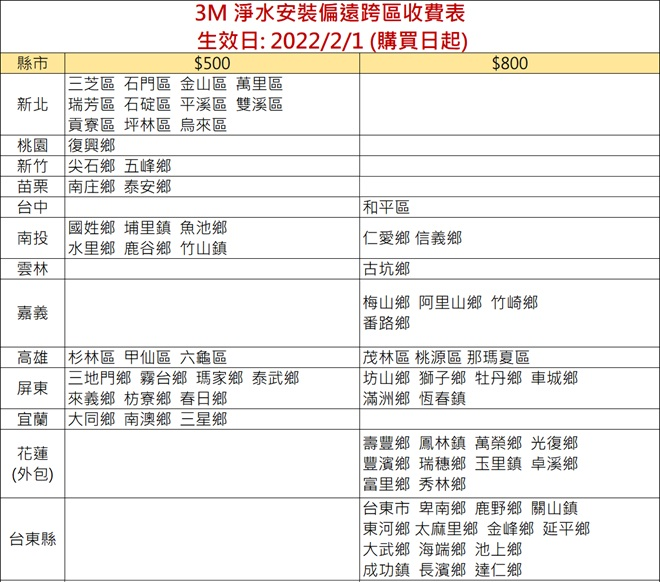 3M 淨水安裝偏遠跨區收費表
生效日: 2022/2/1 (購買日起)
縣市 $500 $800
新北 三芝區 石門區 金山區 萬里區
瑞芳區 石碇區 平溪區 雙溪區
貢寮區 坪林區 烏來區
桃園 復興鄉
新竹 尖石鄉 五峰鄉
苗栗 南庄鄉 泰安鄉
台中 和平區
南投 國姓鄉 埔里鎮 魚池鄉
水里鄉 鹿谷鄉 竹山鎮
仁愛鄉 信義鄉
雲林 古坑鄉
嘉義 梅山鄉 阿里山鄉 竹崎鄉
番路鄉
高雄 杉林區 甲仙區 六龜區 茂林區 桃源區 那瑪夏區
屏東 三地門鄉 霧台鄉 瑪家鄉 泰武鄉
來義鄉 枋寮鄉 春日鄉
坊山鄉 獅子鄉 牡丹鄉 車城鄉
滿洲鄉 恆春鎮
宜蘭 大同鄉 南澳鄉 三星鄉
花蓮
(外包)
壽豐鄉 鳳林鎮 萬榮鄉 光復鄉
豐濱鄉 瑞穗鄉 玉里鎮 卓溪鄉
富里鄉 秀林鄉
台東縣 台東市 卑南鄉 鹿野鄉 關山鎮
東河鄉 太麻里鄉 金峰鄉 延平鄉
大武鄉 海端鄉 池上鄉
成功鎮 長濱鄉 達仁鄉